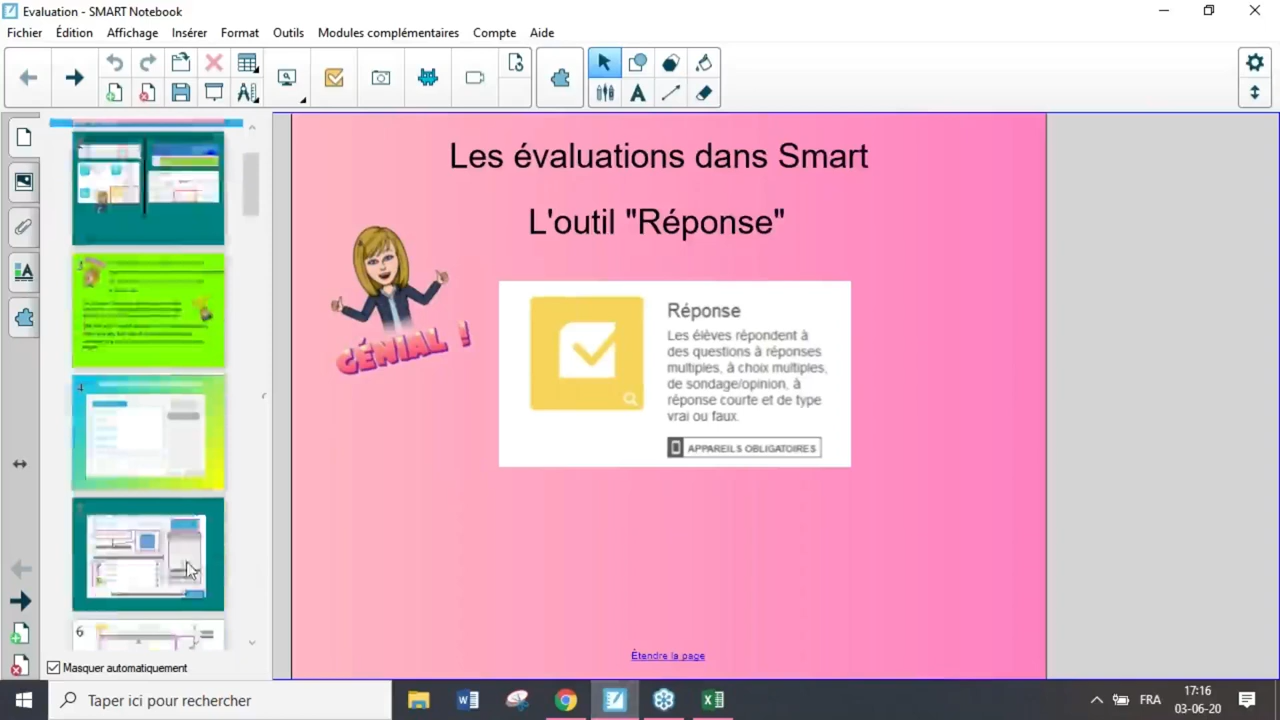 Evaluation - SMART Notebook
Fichier Édition Affichage Insérer Format Outils Modules complémentaires Compte Aide
Les évaluations dans Smart
L'outil "Réponse"
GÉNIAL !
Réponse
Les élèves répondent à
des questions à réponses
multiples, à choix multiples,
de sondage/opinion, à
réponse courte et de type
vrai ou faux.
APPAREILS OBLIGATOIRES
Étendre la page
4
6
Masquer automatiquement
Taper ici pour rechercher
FRA
17:16
03-06-20